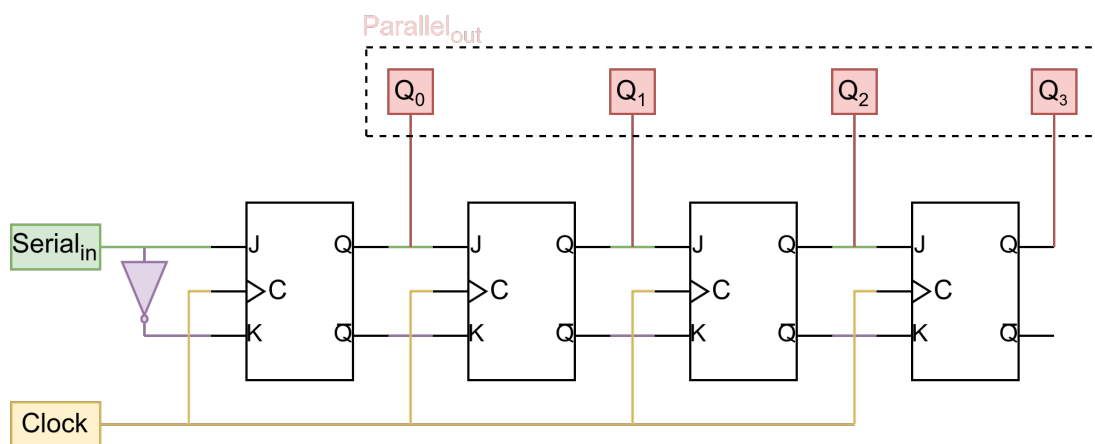 Parallel_out
Q_0 Q_1 Q_2 Q_3
Serial_in J Q J Q J Q J Q
C C C C
K Q̅ K Q̅ K Q̅ K Q̅
Clock